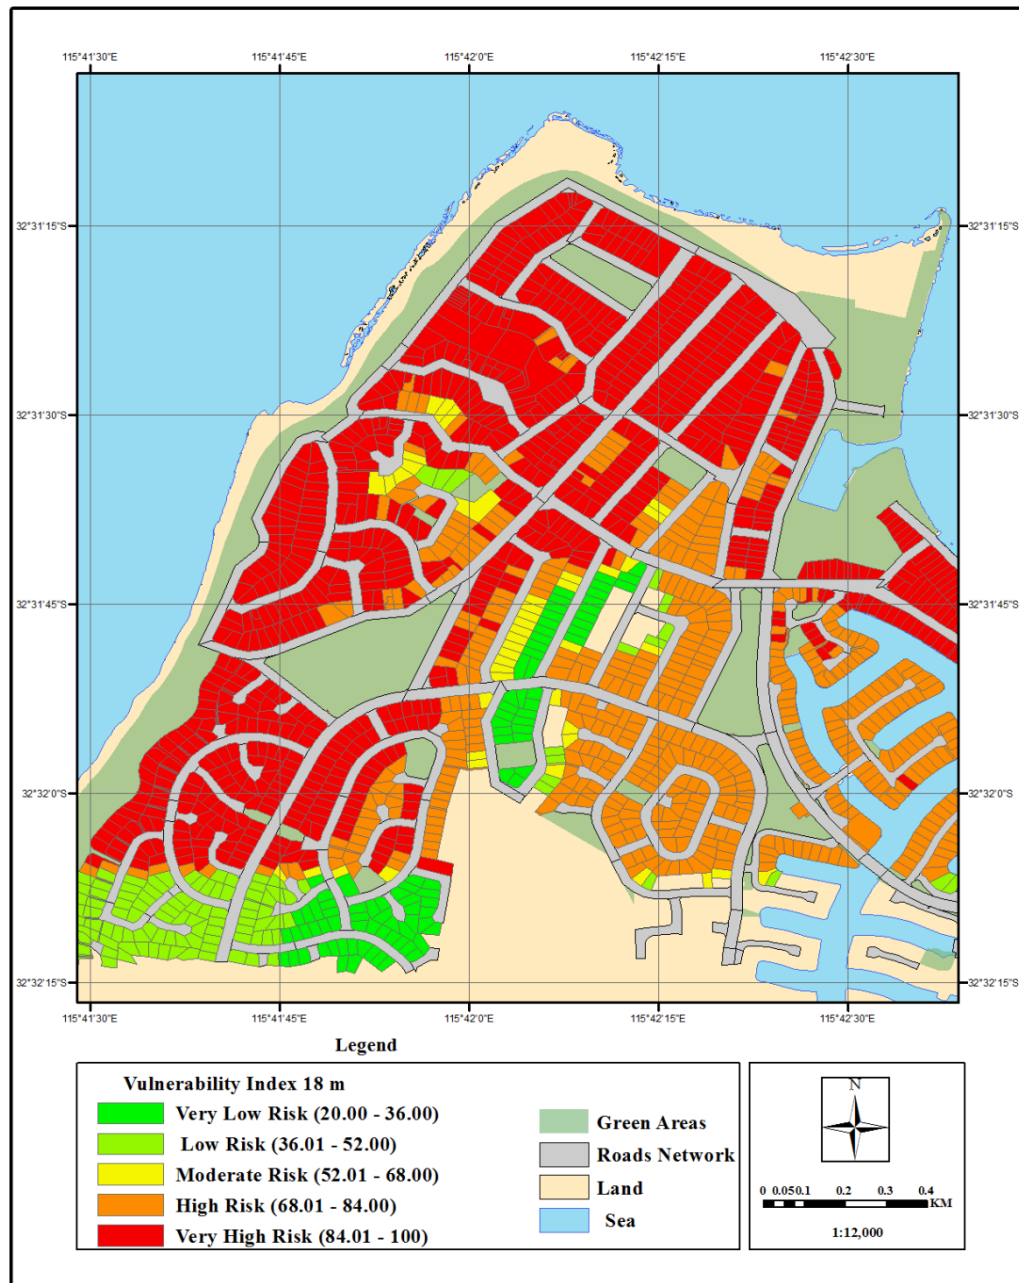 115°41'30"E 115°41'45"E 115°42'0"E 115°42'15"E 115°42'30"E
32°31'15"S 32°31'15"S
32°31'30"S 32°31'30"S
32°31'45"S 32°31'45"S
32°32'0"S 32°32'0"S
32°32'15"S 32°32'15"S
115°41'30"E 115°41'45"E 115°42'0"E 115°42'15"E 115°42'30"E
Legend
Vulnerability Index 18 m
Very Low Risk (20.00 - 36.00)
Low Risk (36.01 - 52.00)
Moderate Risk (52.01 - 68.00)
High Risk (68.01 - 84.00)
Very High Risk (84.01 - 100)
Green Areas
Roads Network
Land
Sea
N
0 0.050.1 0.2 0.3 0.4
KM
1:12,000